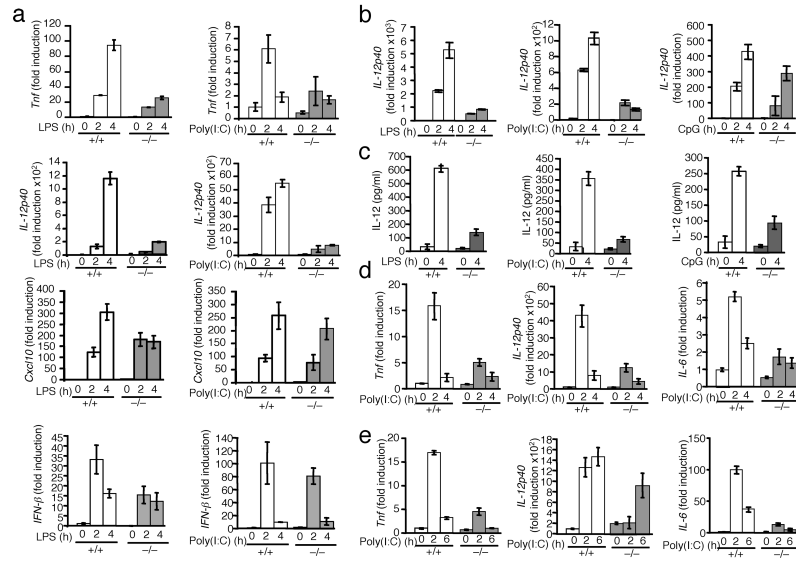 a
Tnf (fold induction)
120
100
80
60
40
20
0
0 2 4 0 2 4
LPS (h)
+/+ −/−
Tnf (fold induction)
8
7
6
5
4
3
2
1
0
0 2 4 0 2 4
Poly(I:C) (h)
+/+ −/−
b
IL-12p40
(fold induction x10³)
7
6
5
4
3
2
1
0 2 4 0 2 4
LPS (h)
+/+ −/−
IL-12p40
(fold induction x10²)
12
10
8
6
4
2
0
0 2 4 0 2 4
Poly(I:C) (h)
+/+ −/−
IL-12p40
(fold induction)
600
500
400
300
200
100
0
0 2 4 0 2 4
CpG (h)
+/+ −/−
IL-12p40
(fold induction x10²)
14
12
10
8
6
4
2
0
0 2 4 0 2 4
LPS (h)
+/+ −/−
IL-12p40
(fold induction x10²)
70
60
50
40
30
20
10
0
0 2 4 0 2 4
Poly(I:C) (h)
+/+ −/−
c
IL-12 (pg/ml)
700
600
500
400
300
200
100
0
0 4 0 4
LPS (h)
+/+ −/−
IL-12 (pg/ml)
450
400
350
300
250
200
150
100
50
0
0 4 0 4
Poly(I:C) (h)
+/+ −/−
IL-12 (pg/ml)
300
250
200
150
100
50
0
0 4 0 4
CpG (h)
+/+ −/−
Cxcl10 (fold induction)
400
350
300
250
200
150
100
50
0
0 2 4 0 2 4
LPS (h)
+/+ −/−
Cxcl10 (fold induction)
350
300
250
200
150
100
50
0
0 2 4 0 2 4
Poly(I:C) (h)
+/+ −/−
d
Tnf (fold induction)
20
15
10
5
0
0 2 4 0 2 4
Poly(I:C) (h)
+/+ −/−
IL-12p40
(fold induction x10²)
60
50
40
30
20
10
0
0 2 4 0 2 4
Poly(I:C) (h)
+/+ −/−
IL-6 (fold induction)
6
5
4
3
2
1
0
0 2 4 0 2 4
Poly(I:C) (h)
+/+ −/−
IFN-β (fold induction)
45
40
35
30
25
20
15
10
5
0
0 2 4 0 2 4
LPS (h)
+/+ −/−
IFN-β (fold induction)
140
120
100
80
60
40
20
0
0 2 4 0 2 4
Poly(I:C) (h)
+/+ −/−
e
Tnf (fold induction)
20
15
10
5
0
0 2 6 0 2 6
Poly(I:C) (h)
+/+ −/−
IL-12p40
(fold induction x10²)
18
16
14
12
10
8
6
4
2
0
0 2 6 0 2 6
Poly(I:C) (h)
+/+ −/−
IL-6 (fold induction)
150
100
50
0
0 2 6 0 2 6
Poly(I:C) (h)
+/+ −/−